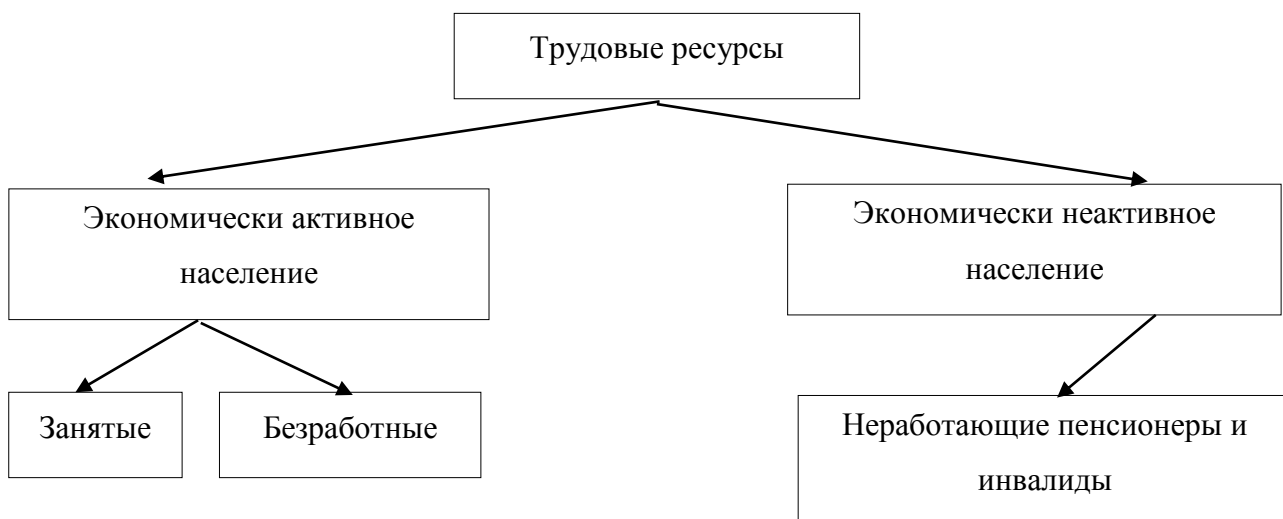 Трудовые ресурсы
Экономически активное
население
Экономически неактивное
население
Занятые
Безработные
Неработающие пенсионеры и
инвалиды